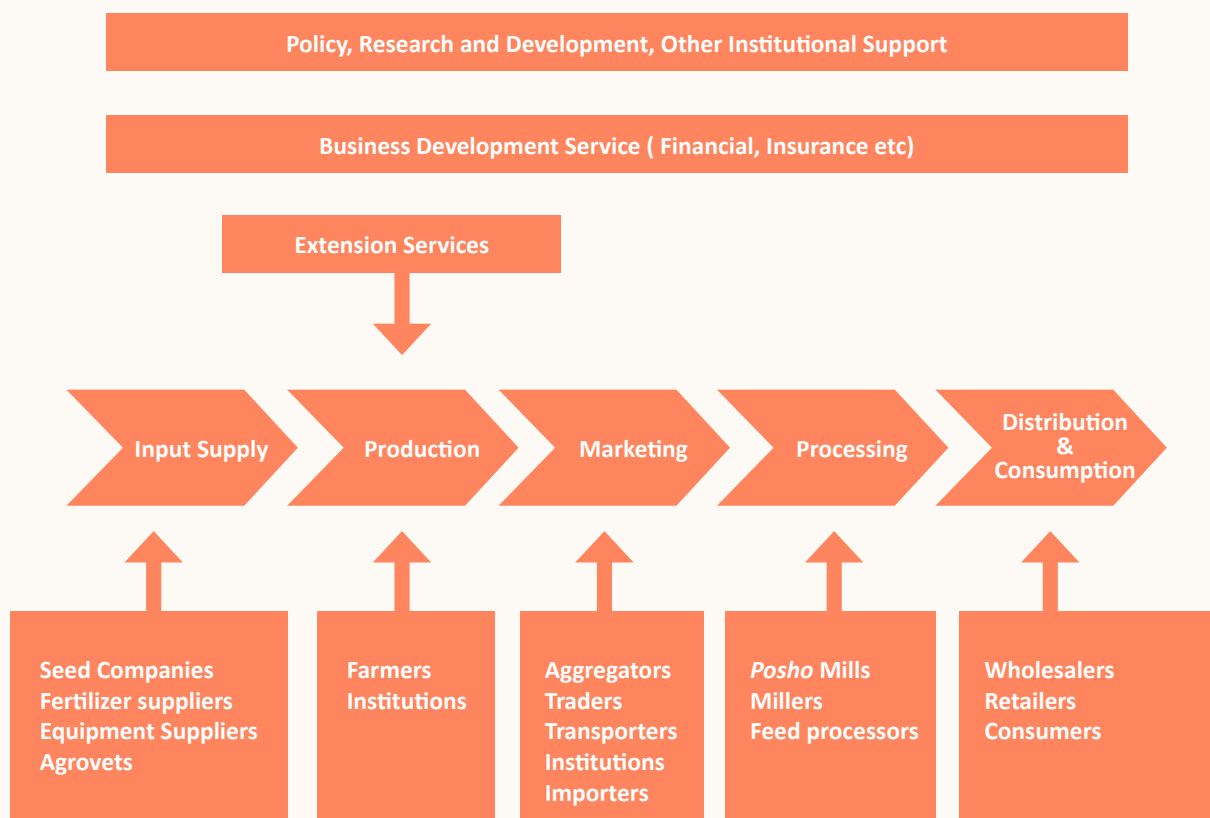 Policy, Research and Development, Other Institutional Support
Business Development Service ( Financial, Insurance etc)
Extension Services
Input Supply
Production
Marketing
Processing
Distribution
&
Consumption
Seed Companies
Fertilizer suppliers
Equipment Suppliers
Agrovets
Farmers
Institutions
Aggregators
Traders
Transporters
Institutions
Importers
Posho Mills
Millers
Feed processors
Wholesalers
Retailers
Consumers